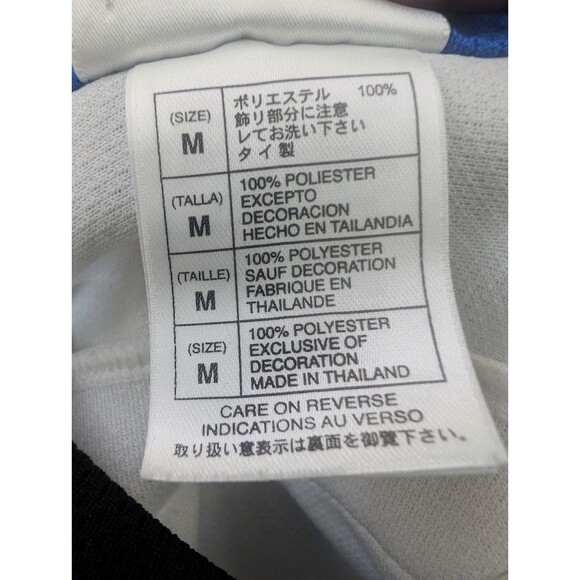 (SIZE)
M
ポリエステル 100%
飾リ部分に注意
レてお洗い下さい
タイ製
(TALLA)
M
100% POLIESTER
EXCEPTO
DECORACION
HECHO EN TAILANDIA
(TAILLE)
M
100% POLYESTER
SAUF DECORATION
FABRIQUE EN
THAILANDE
(SIZE)
M
100% POLYESTER
EXCLUSIVE OF
DECORATION
MADE IN THAILAND
CARE ON REVERSE
INDICATIONS AU VERSO
取り扱い意表示は裏面を御覽下さい。